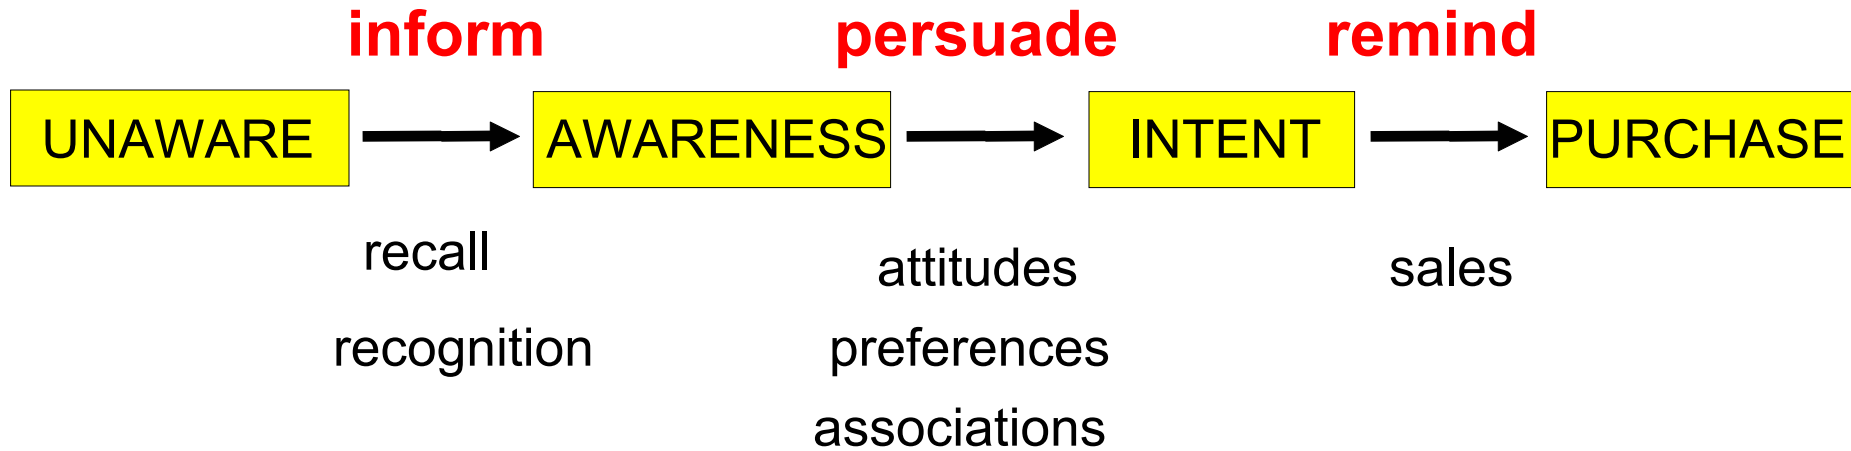 inform persuade remind
UNAWARE AWARENESS INTENT PURCHASE
recall attitudes sales
recognition preferences
associations